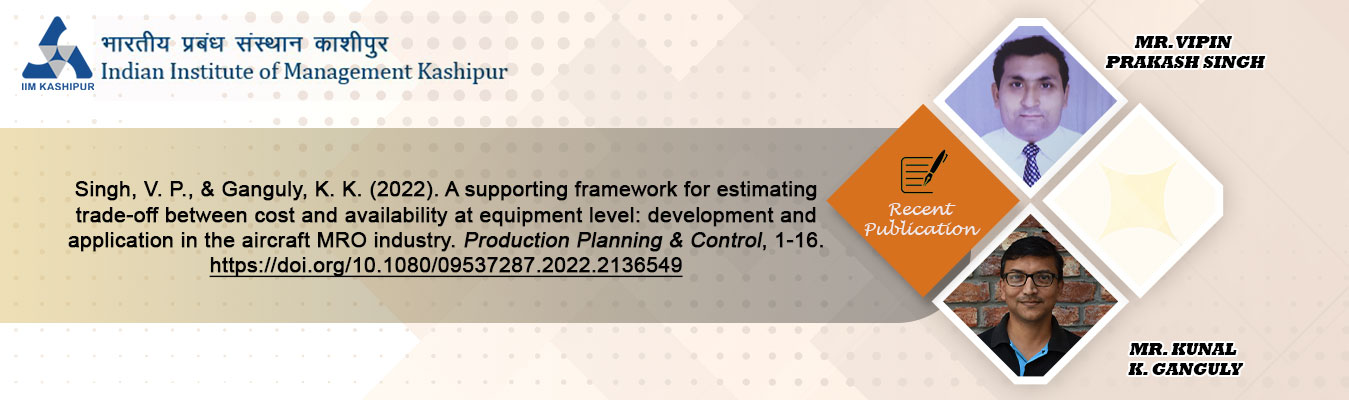 भारतीय प्रबंध संस्थान काशीपुर
Indian Institute of Management Kashipur
IIM KASHIPUR
MR. VIPIN
PRAKASH SINGH
Singh, V. P., & Ganguly, K. K. (2022). A supporting framework for estimating
trade-off between cost and availability at equipment level: development and
application in the aircraft MRO industry. Production Planning & Control, 1-16.
https://doi.org/10.1080/09537287.2022.2136549
Recent
Publication
MR. KUNAL
K. GANGULY